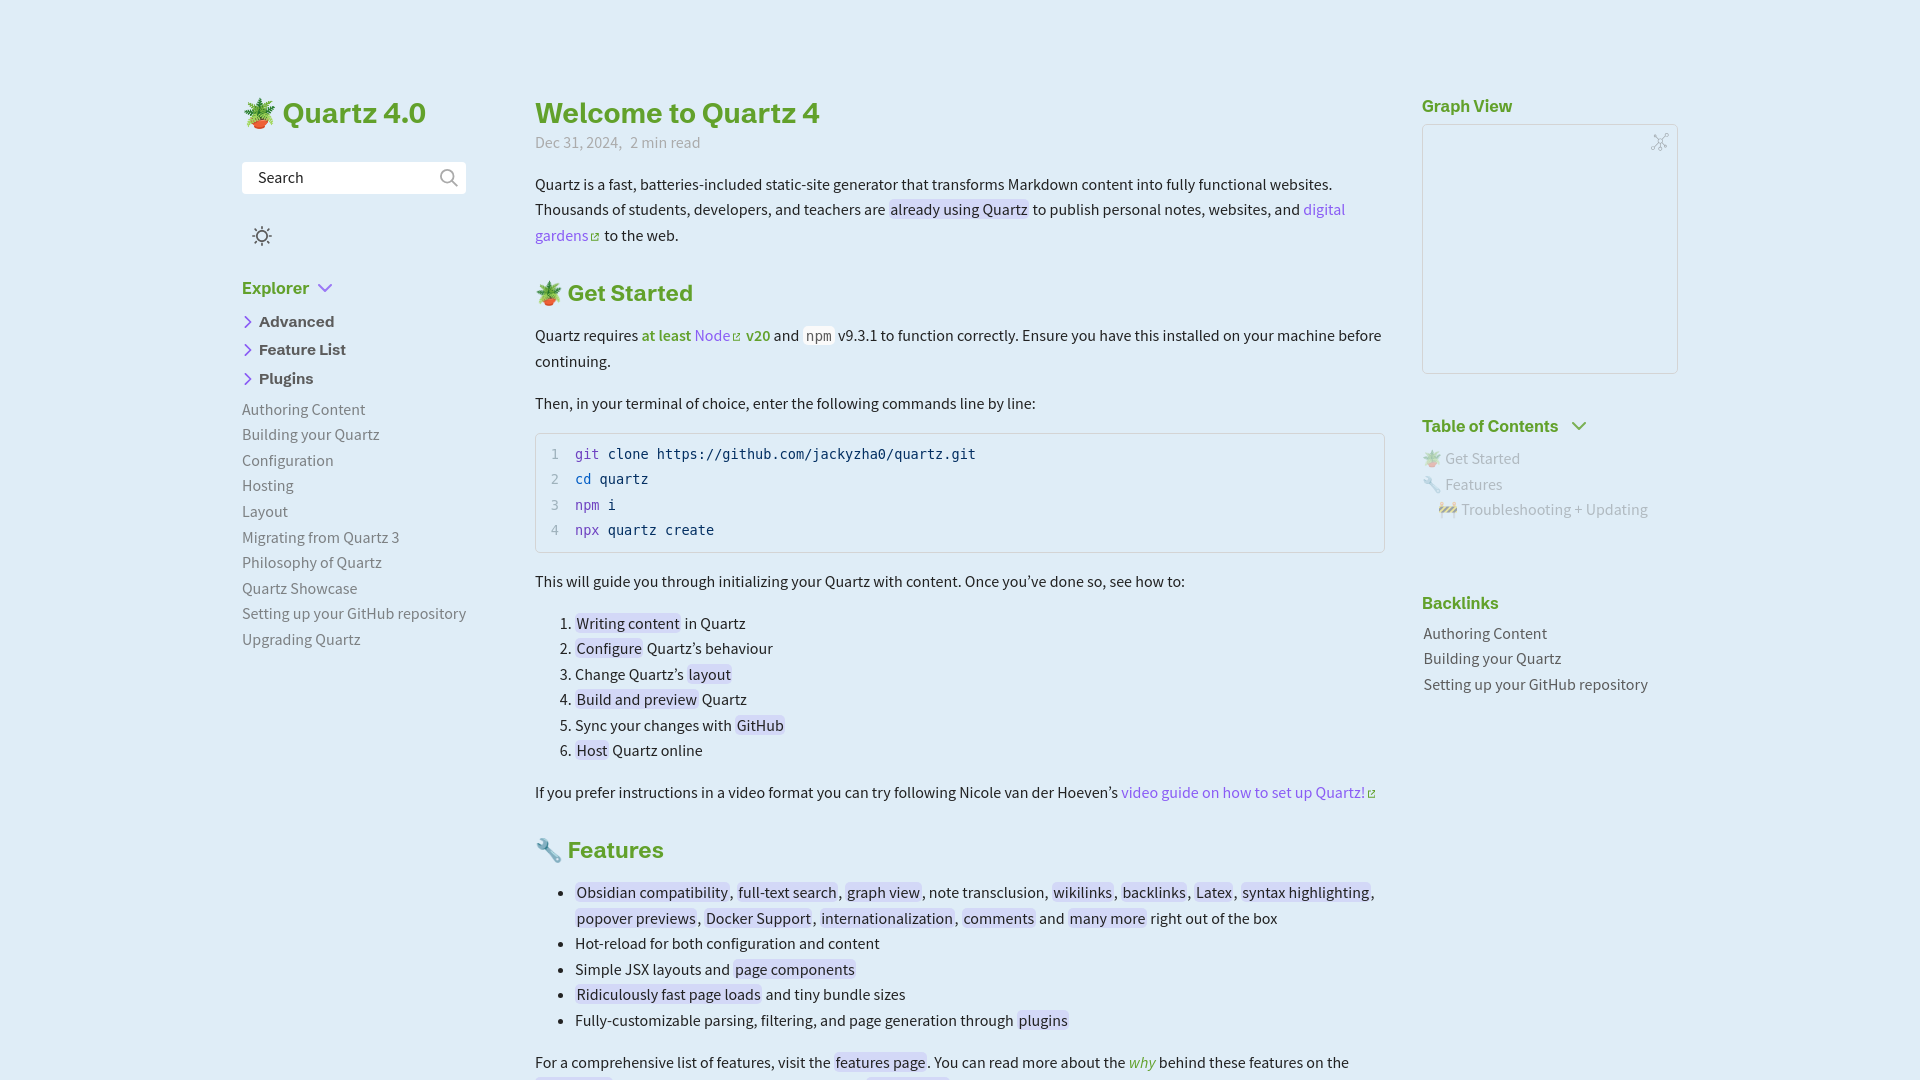 Quartz 4.0
Search
Explorer
Advanced
Feature List
Plugins
Authoring Content
Building your Quartz
Configuration
Hosting
Layout
Migrating from Quartz 3
Philosophy of Quartz
Quartz Showcase
Setting up your GitHub repository
Upgrading Quartz
Welcome to Quartz 4
Dec 31, 2024, 2 min read
Quartz is a fast, batteries-included static-site generator that transforms Markdown content into fully functional websites.
Thousands of students, developers, and teachers are already using Quartz to publish personal notes, websites, and digital
gardens to the web.
🪴 Get Started
Quartz requires at least Node v20 and npm v9.3.1 to function correctly. Ensure you have this installed on your machine before
continuing.
Then, in your terminal of choice, enter the following commands line by line:
1 git clone https://github.com/jackyzha0/quartz.git
2 cd quartz
3 npm i
4 npx quartz create
This will guide you through initializing your Quartz with content. Once you’ve done so, see how to:
1. Writing content in Quartz
2. Configure Quartz’s behaviour
3. Change Quartz’s layout
4. Build and preview Quartz
5. Sync your changes with GitHub
6. Host Quartz online
If you prefer instructions in a video format you can try following Nicole van der Hoeven’s video guide on how to set up Quartz!
🔧 Features
• Obsidian compatibility, full-text search, graph view, note transclusion, wikilinks, backlinks, Latex, syntax highlighting,
popover previews, Docker Support, internationalization, comments and many more right out of the box
• Hot-reload for both configuration and content
• Simple JSX layouts and page components
• Ridiculously fast page loads and tiny bundle sizes
• Fully-customizable parsing, filtering, and page generation through plugins
For a comprehensive list of features, visit the features page. You can read more about the why behind these features on the
Graph View
Table of Contents
🪴 Get Started
🔧 Features
🚧 Troubleshooting + Updating
Backlinks
Authoring Content
Building your Quartz
Setting up your GitHub repository